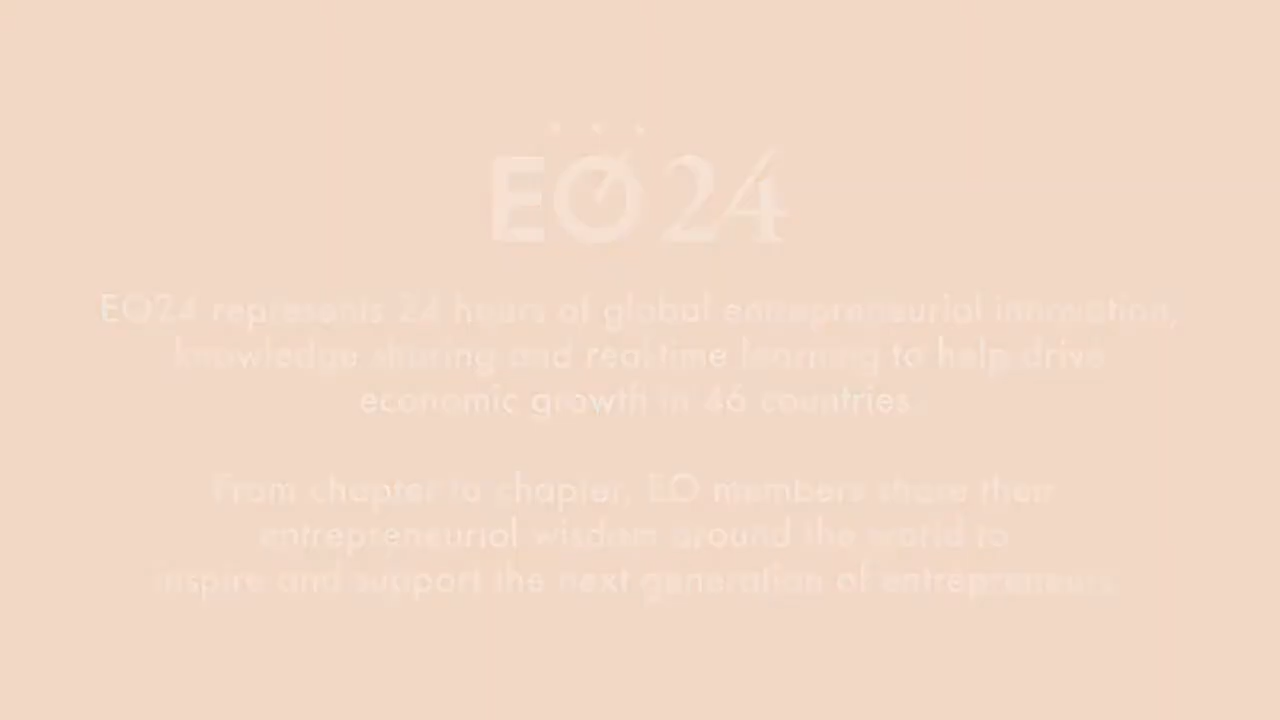 EO24
EO24 represents 24 hours of global entrepreneurial innovation,
knowledge sharing and real-time learning to help drive
economic growth in 46 countries.
From chapter to chapter, EO members share their
entrepreneurial wisdom around the world to
inspire and support the next generation of entrepreneurs.